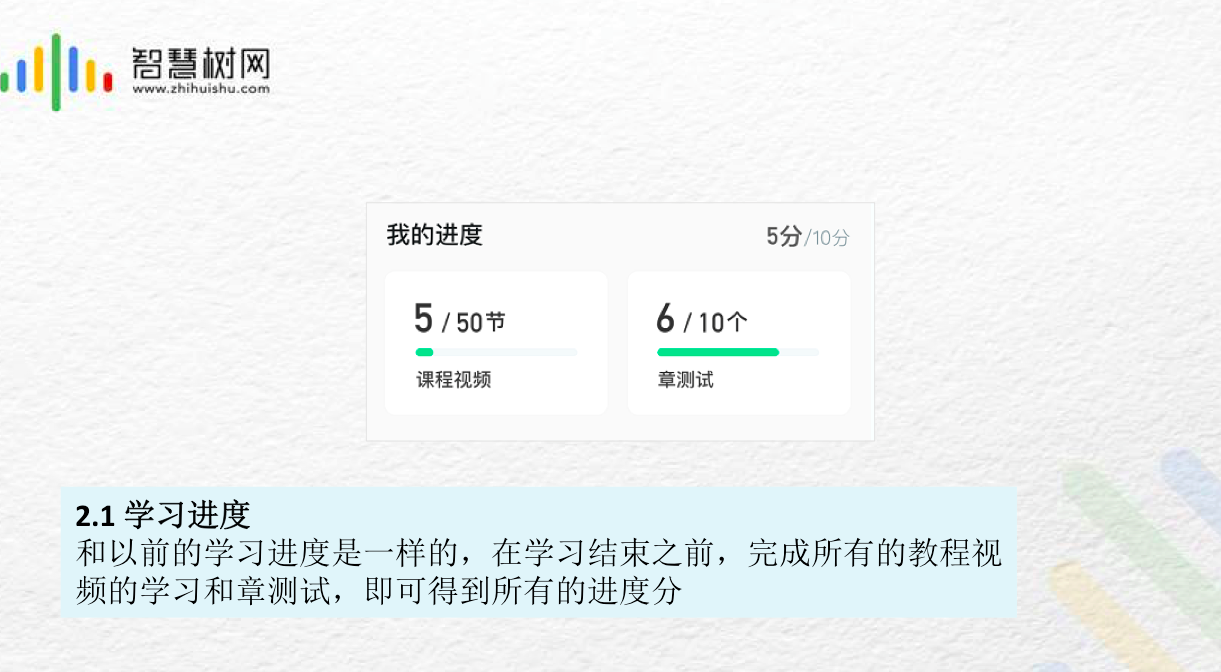 智慧树网
www.zhihuishu.com
我的进度 5分/10分
5 / 50节 6 / 10个
课程视频 章测试
2.1 学习进度
和以前的学习进度是一样的，在学习结束之前，完成所有的教程视
频的学习和章测试，即可得到所有的进度分